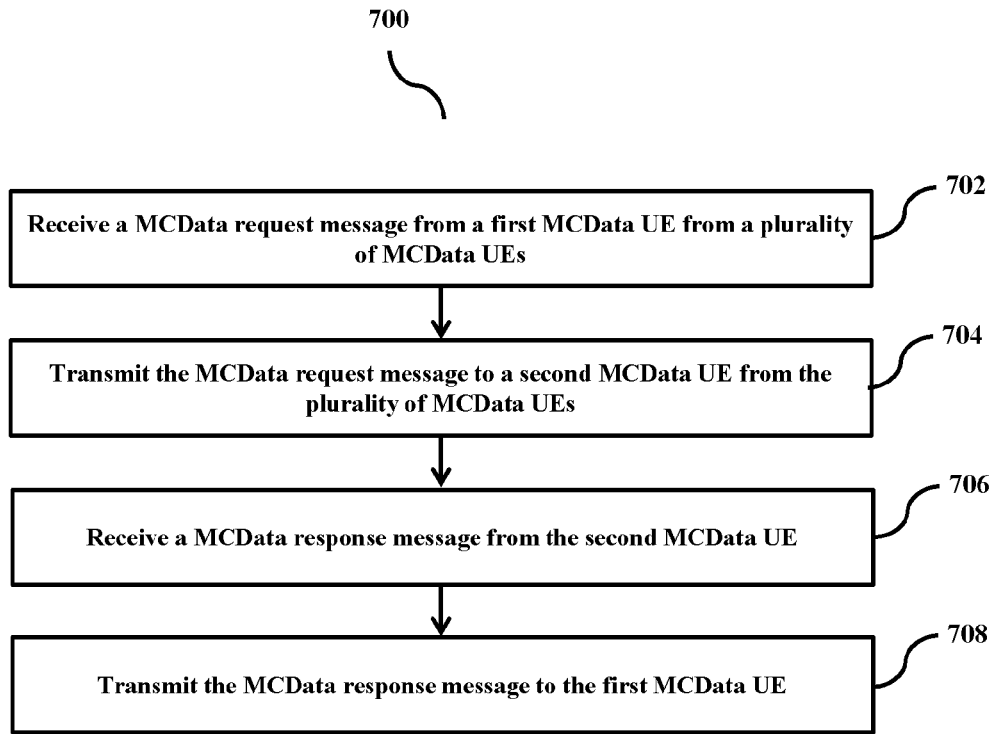 700
702
Receive a MCData request message from a first MCData UE from a plurality
of MCData UEs
704
Transmit the MCData request message to a second MCData UE from the
plurality of MCData UEs
706
Receive a MCData response message from the second MCData UE
708
Transmit the MCData response message to the first MCData UE